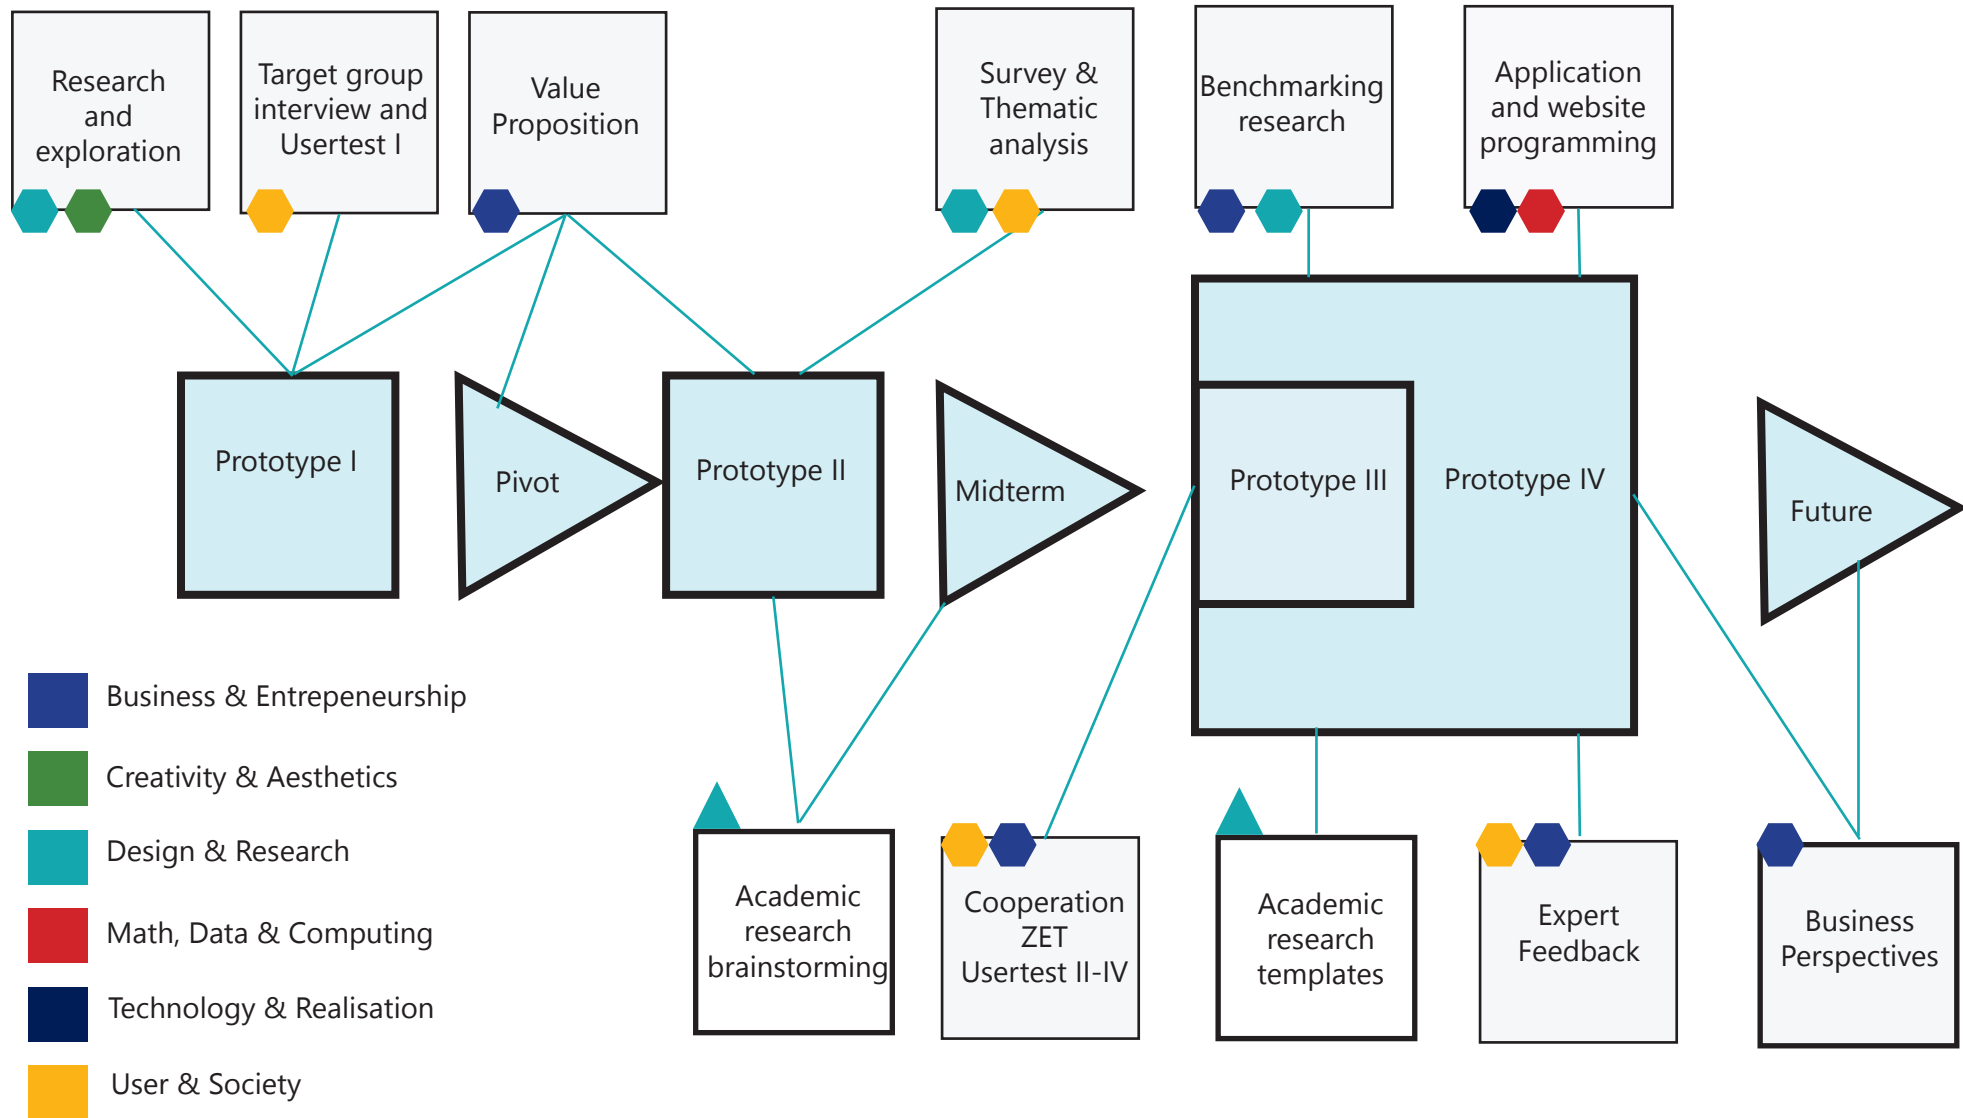 Research
and
exploration
Target group
interview and
Usertest I
Value
Proposition
Survey &
Thematic
analysis
Benchmarking
research
Application
and website
programming
Prototype I
Pivot
Prototype II
Midterm
Prototype III
Prototype IV
Future
Business & Entrepeneurship
Creativity & Aesthetics
Design & Research
Math, Data & Computing
Technology & Realisation
User & Society
Academic
research
brainstorming
Cooperation
ZET
Usertest II-IV
Academic
research
templates
Expert
Feedback
Business
Perspectives